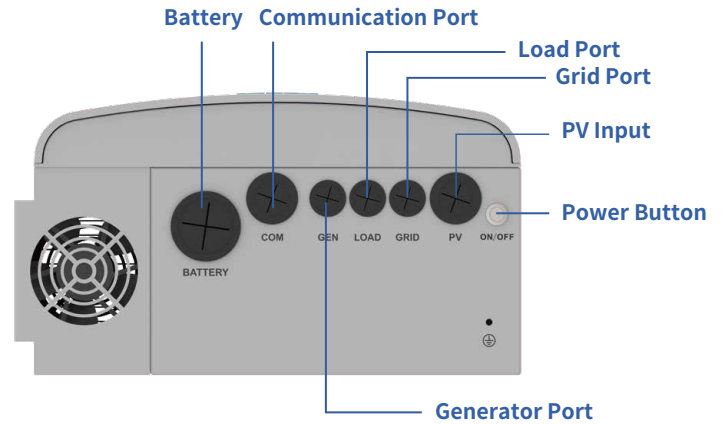 Battery Communication Port
Load Port
Grid Port
PV Input
Power Button
COM GEN LOAD GRID PV ON/OFF
BATTERY
Generator Port